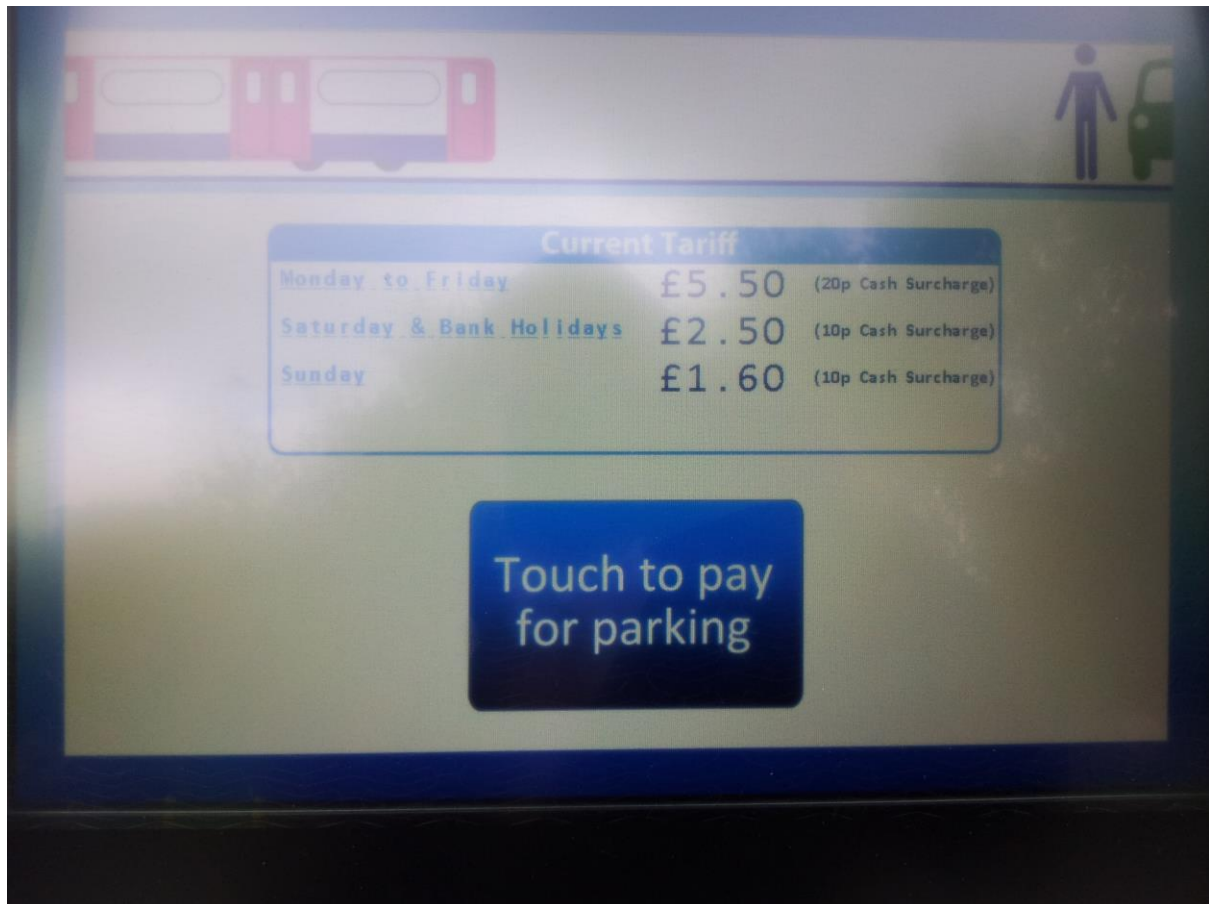 Current Tariff
Monday to Friday £5.50 (20p Cash Surcharge)
Saturday & Bank Holidays £2.50 (10p Cash Surcharge)
Sunday £1.60 (10p Cash Surcharge)
Touch to pay
for parking